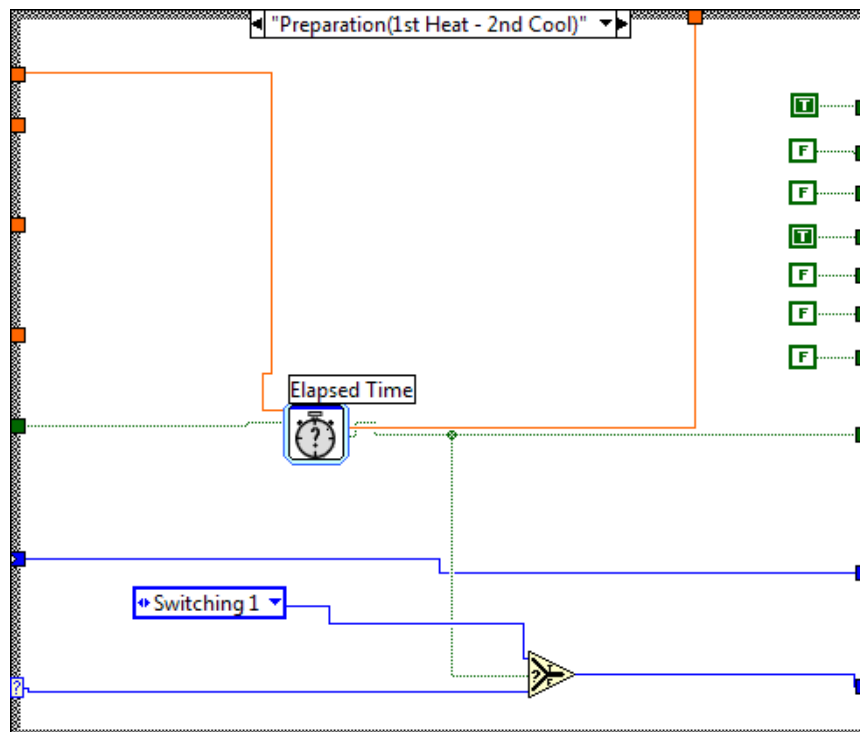 "Preparation(1st Heat - 2nd Cool)"
T
F
F
T
F
F
F
Elapsed Time
?
Switching 1
?
T
?
F